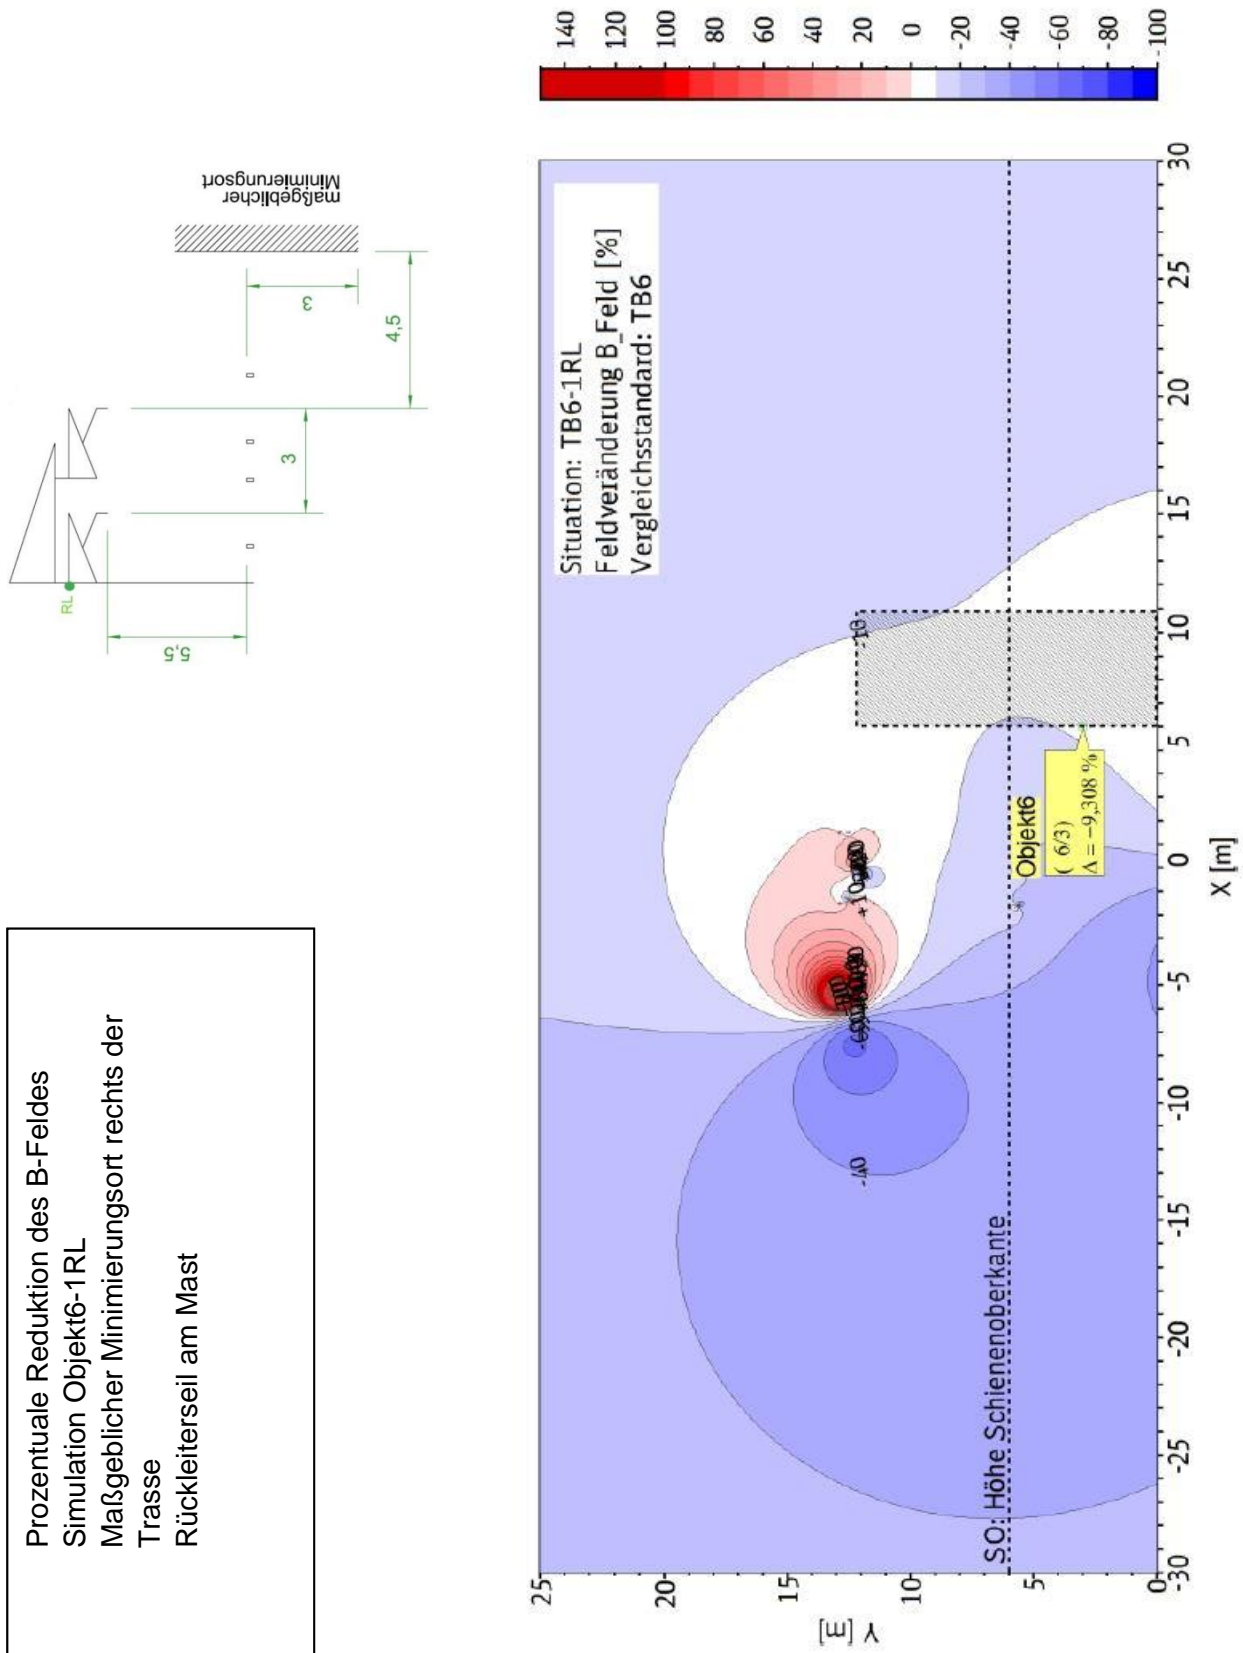 Prozentuale Reduktion des B-Feldes
Simulation Objekt6-1RL
Maßgeblicher Minimierungsort rechts der
Trasse
Rückleiterseil am Mast
RL
5,5
3
3
4,5
maßgeblicher
Minimierungsort
Situation: TB6-1RL
Feldveränderung B_Feld [%]
Vergleichsstandard: TB6
140
120
100
80
60
40
20
0
-20
-40
-60
-80
-100
Y [m]
25
20
15
10
5
0
-40
+10
-10
SO: Höhe Schienenoberkante
Objekt6
( 6/3)
Δ = −9,308 %
-30
-25
-20
-15
-10
-5
0
5
10
15
20
25
30
X [m]